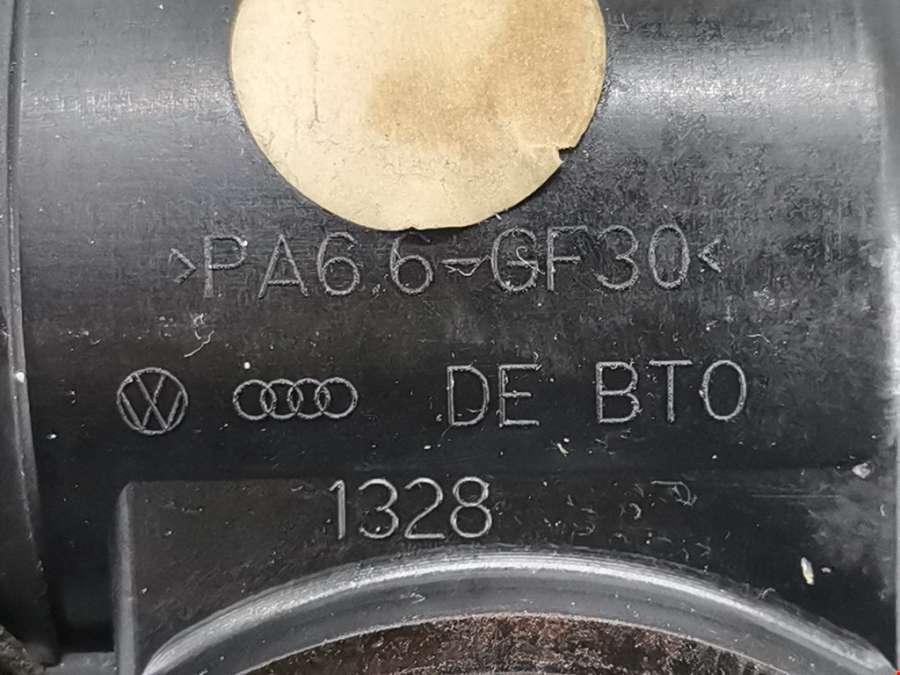 >PA6.6-GF30<
DE BTO
1328